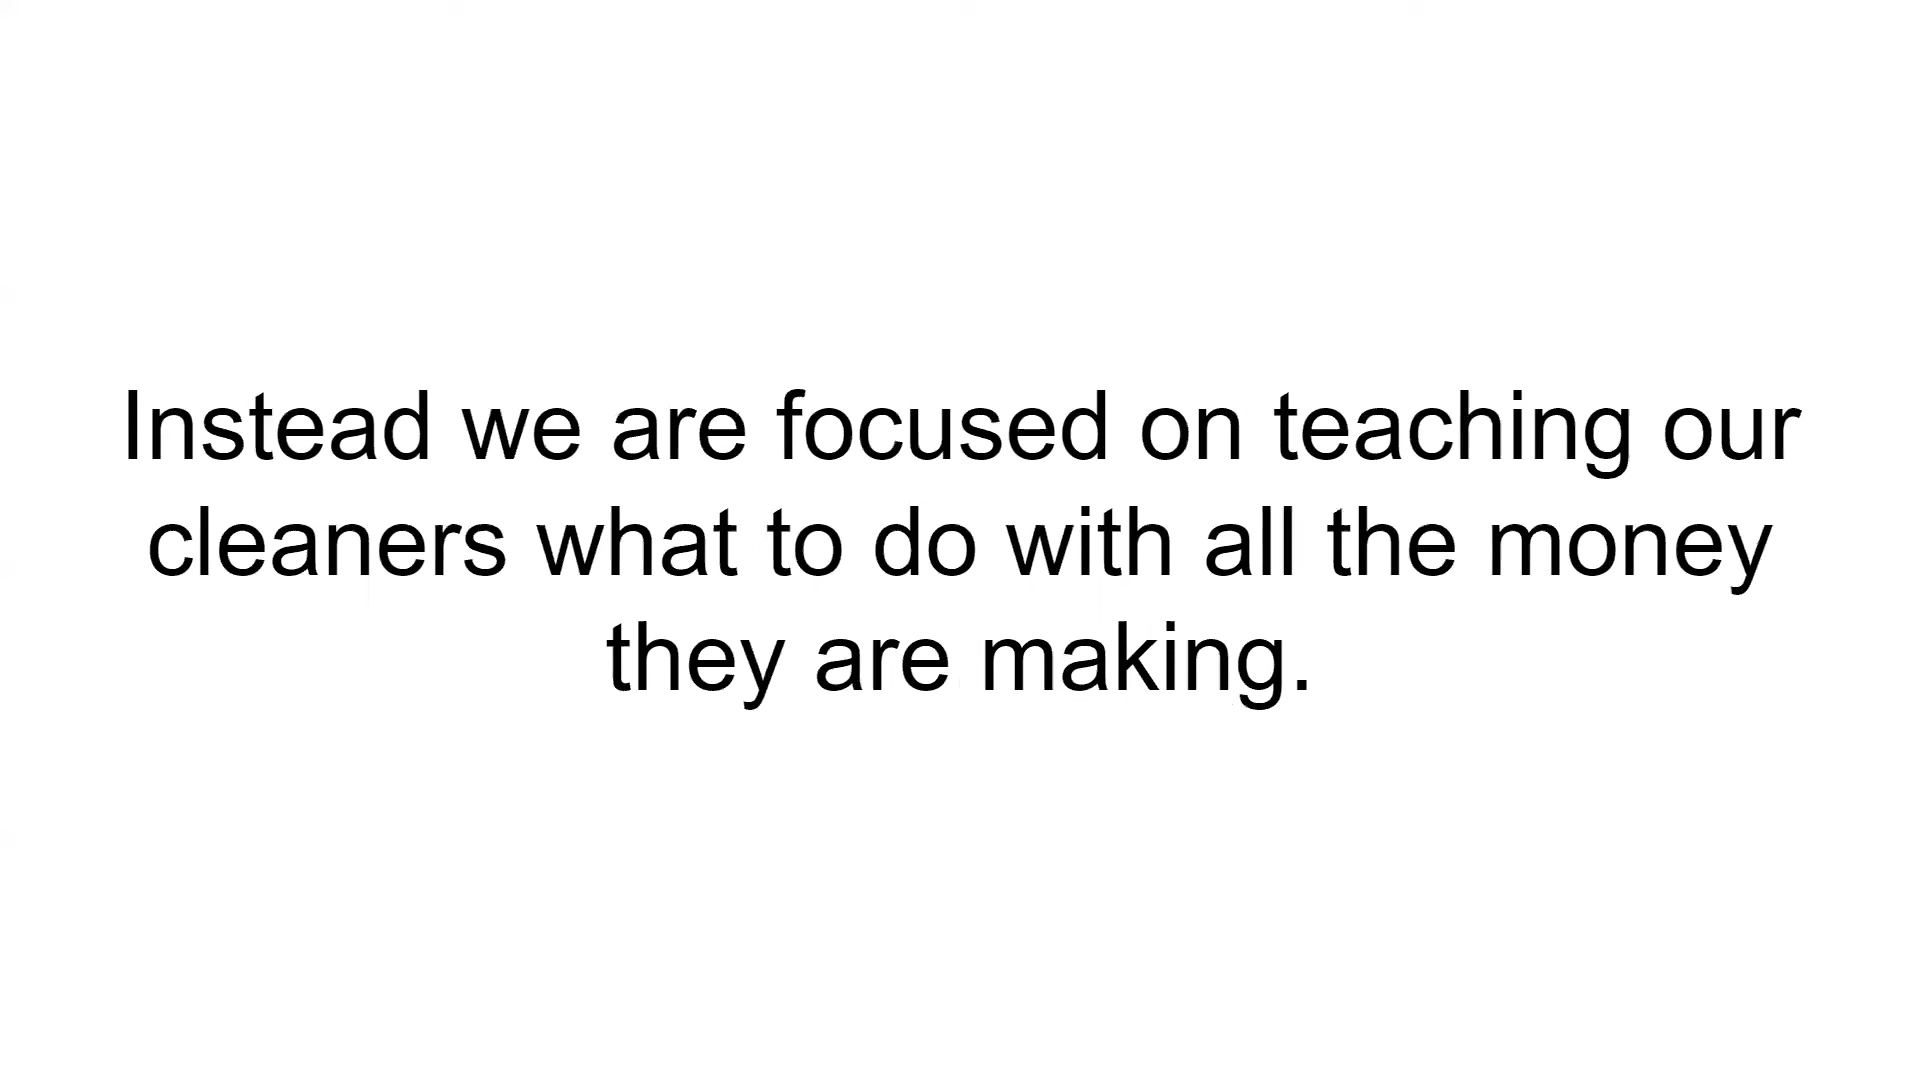 Instead we are focused on teaching our
cleaners what to do with all the money
they are making.